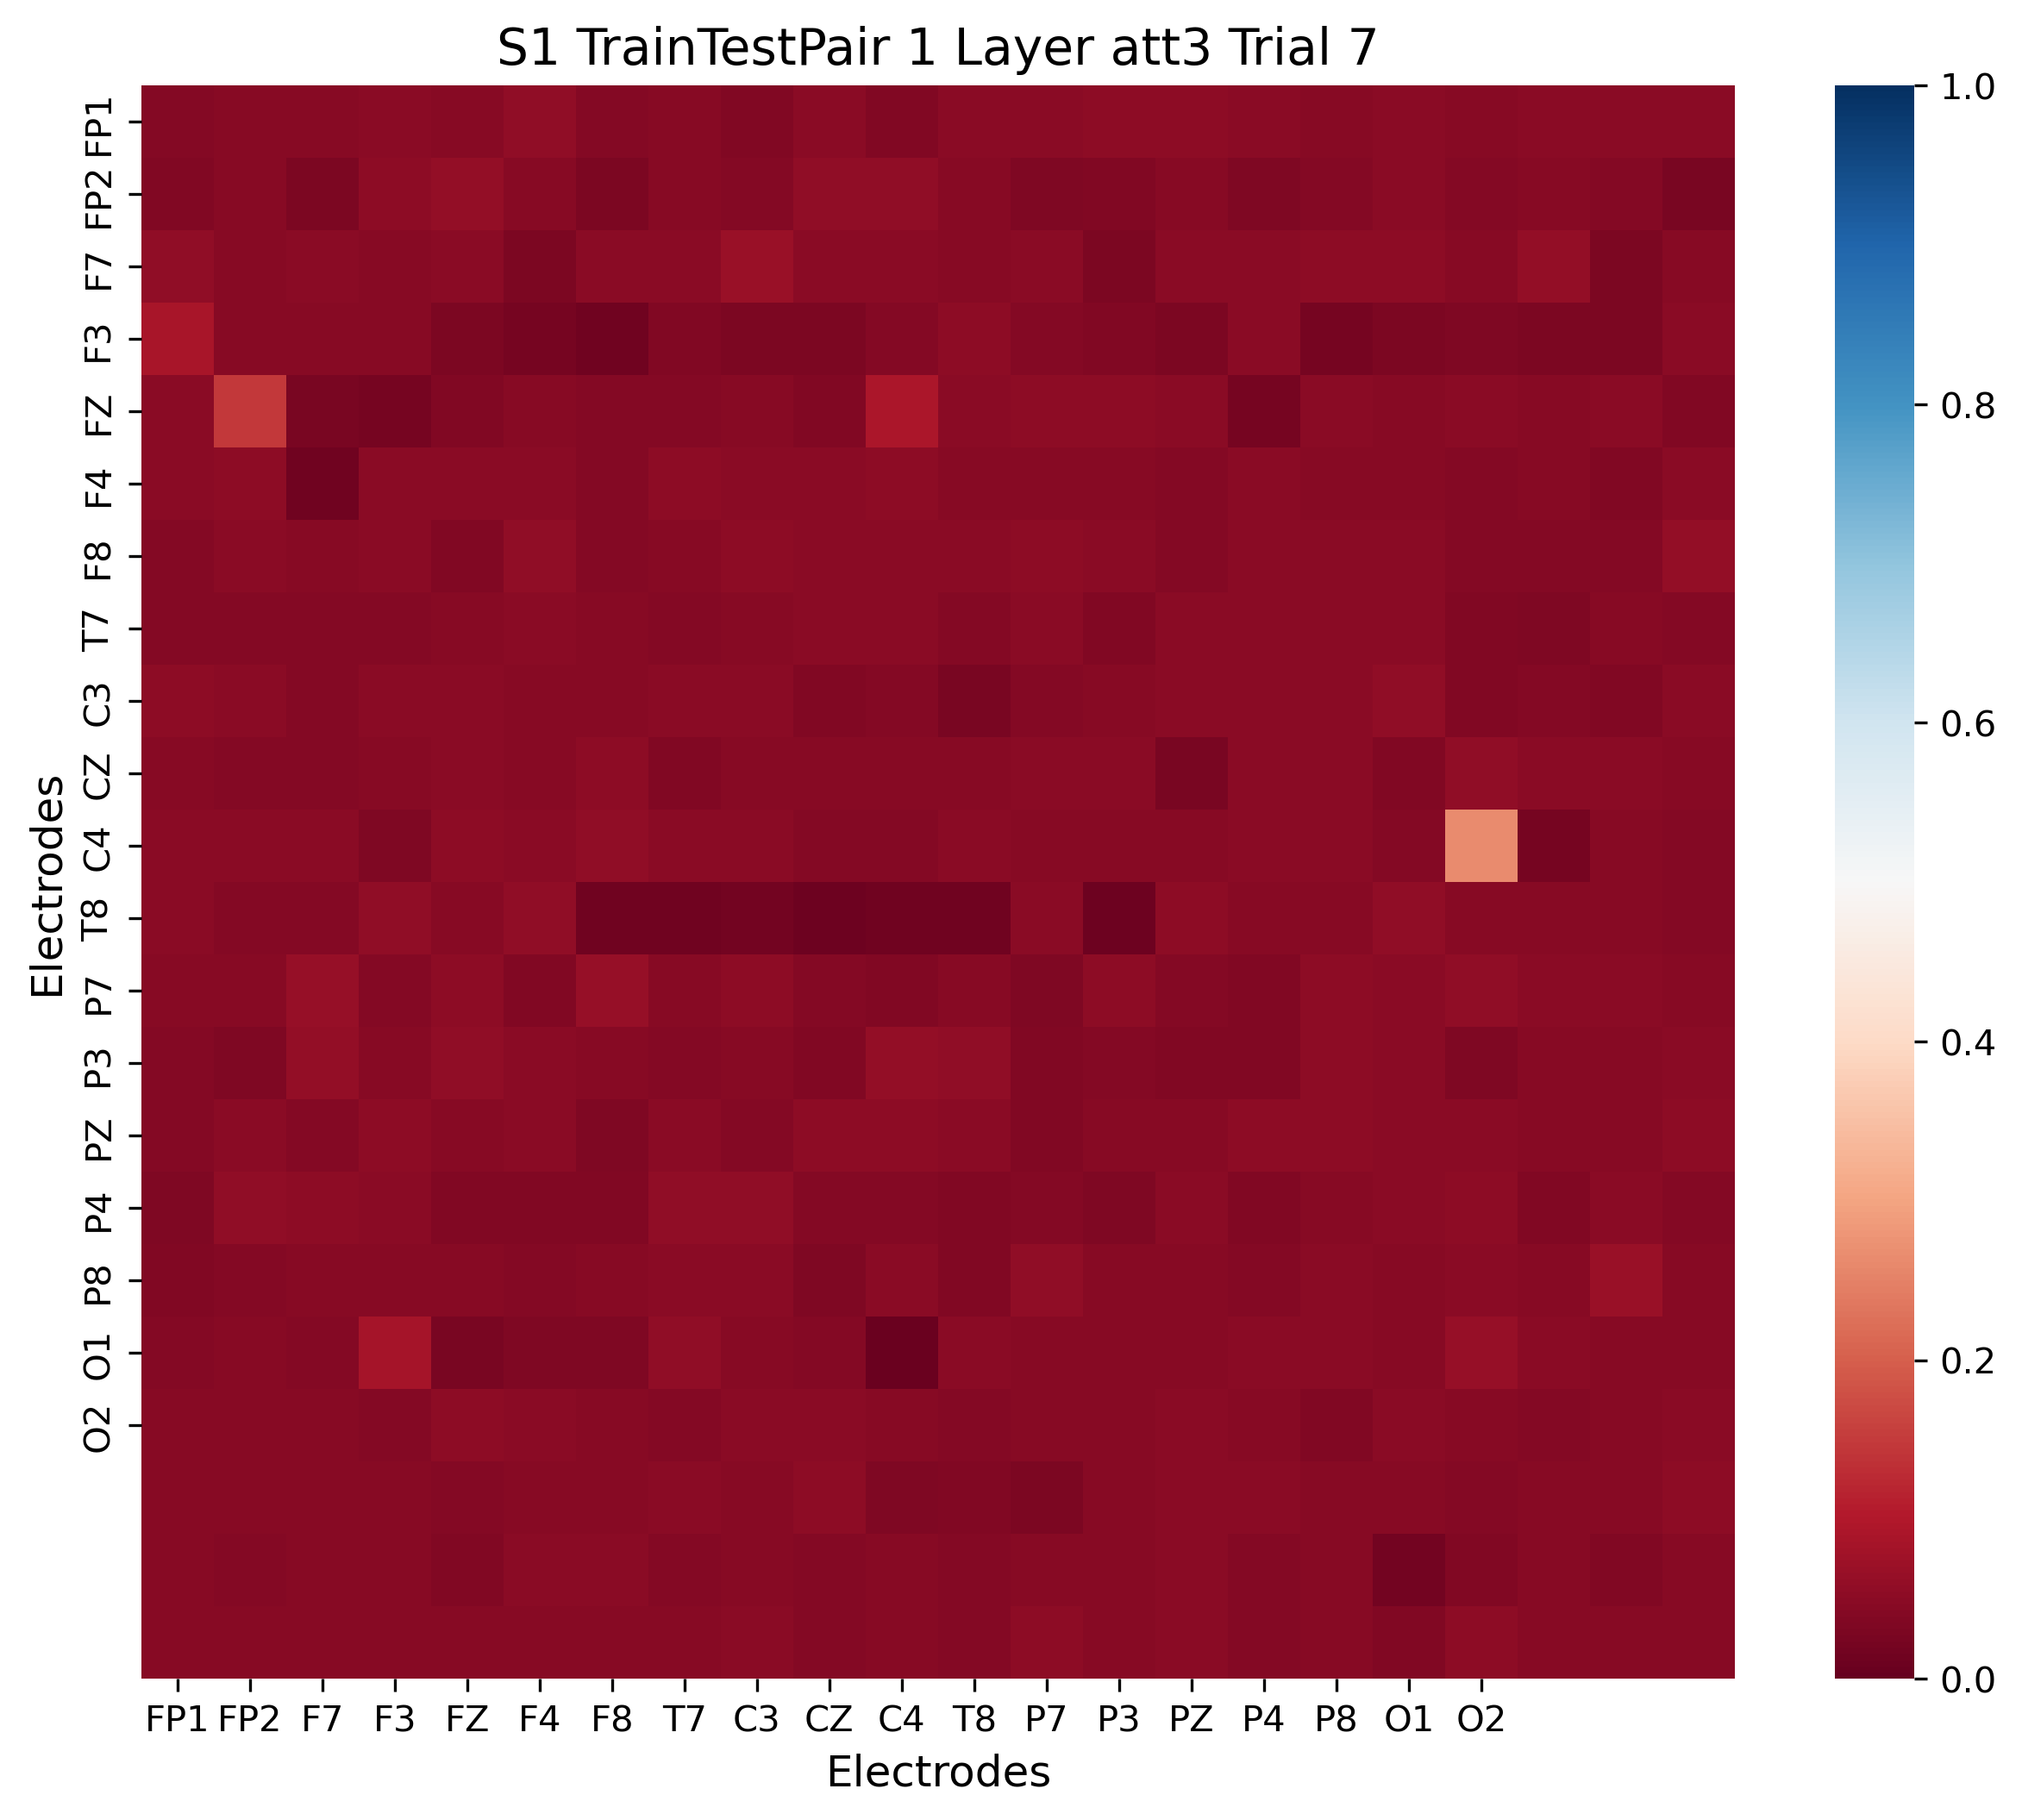 S1 TrainTestPair 1 Layer att3 Trial 7
Electrodes
FP1
FP2
F7
F3
FZ
F4
F8
T7
C3
CZ
C4
T8
P7
P3
PZ
P4
P8
O1
O2
FP1 FP2 F7 F3 FZ F4 F8 T7 C3 CZ C4 T8 P7 P3 PZ P4 P8 O1 O2
Electrodes
1.0
0.8
0.6
0.4
0.2
0.0